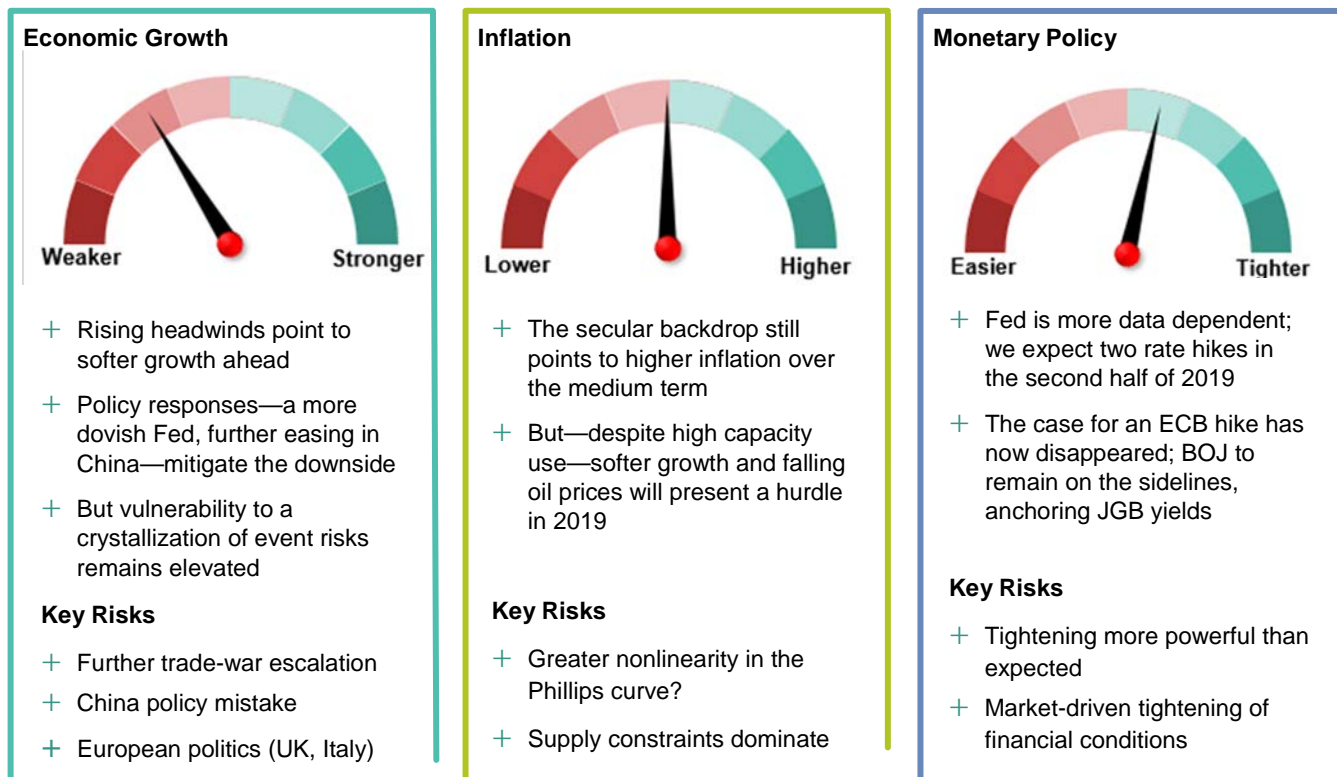 Economic Growth
Weaker
Stronger
+ Rising headwinds point to
softer growth ahead
+ Policy responses—a more
dovish Fed, further easing in
China—mitigate the downside
+ But vulnerability to a
crystallization of event risks
remains elevated
Key Risks
+ Further trade-war escalation
+ China policy mistake
+ European politics (UK, Italy)
Inflation
Lower
Higher
+ The secular backdrop still
points to higher inflation over
the medium term
+ But—despite high capacity
use—softer growth and falling
oil prices will present a hurdle
in 2019
Key Risks
+ Greater nonlinearity in the
Phillips curve?
+ Supply constraints dominate
Monetary Policy
Easier
Tighter
+ Fed is more data dependent;
we expect two rate hikes in
the second half of 2019
+ The case for an ECB hike has
now disappeared; BOJ to
remain on the sidelines,
anchoring JGB yields
Key Risks
+ Tightening more powerful than
expected
+ Market-driven tightening of
financial conditions